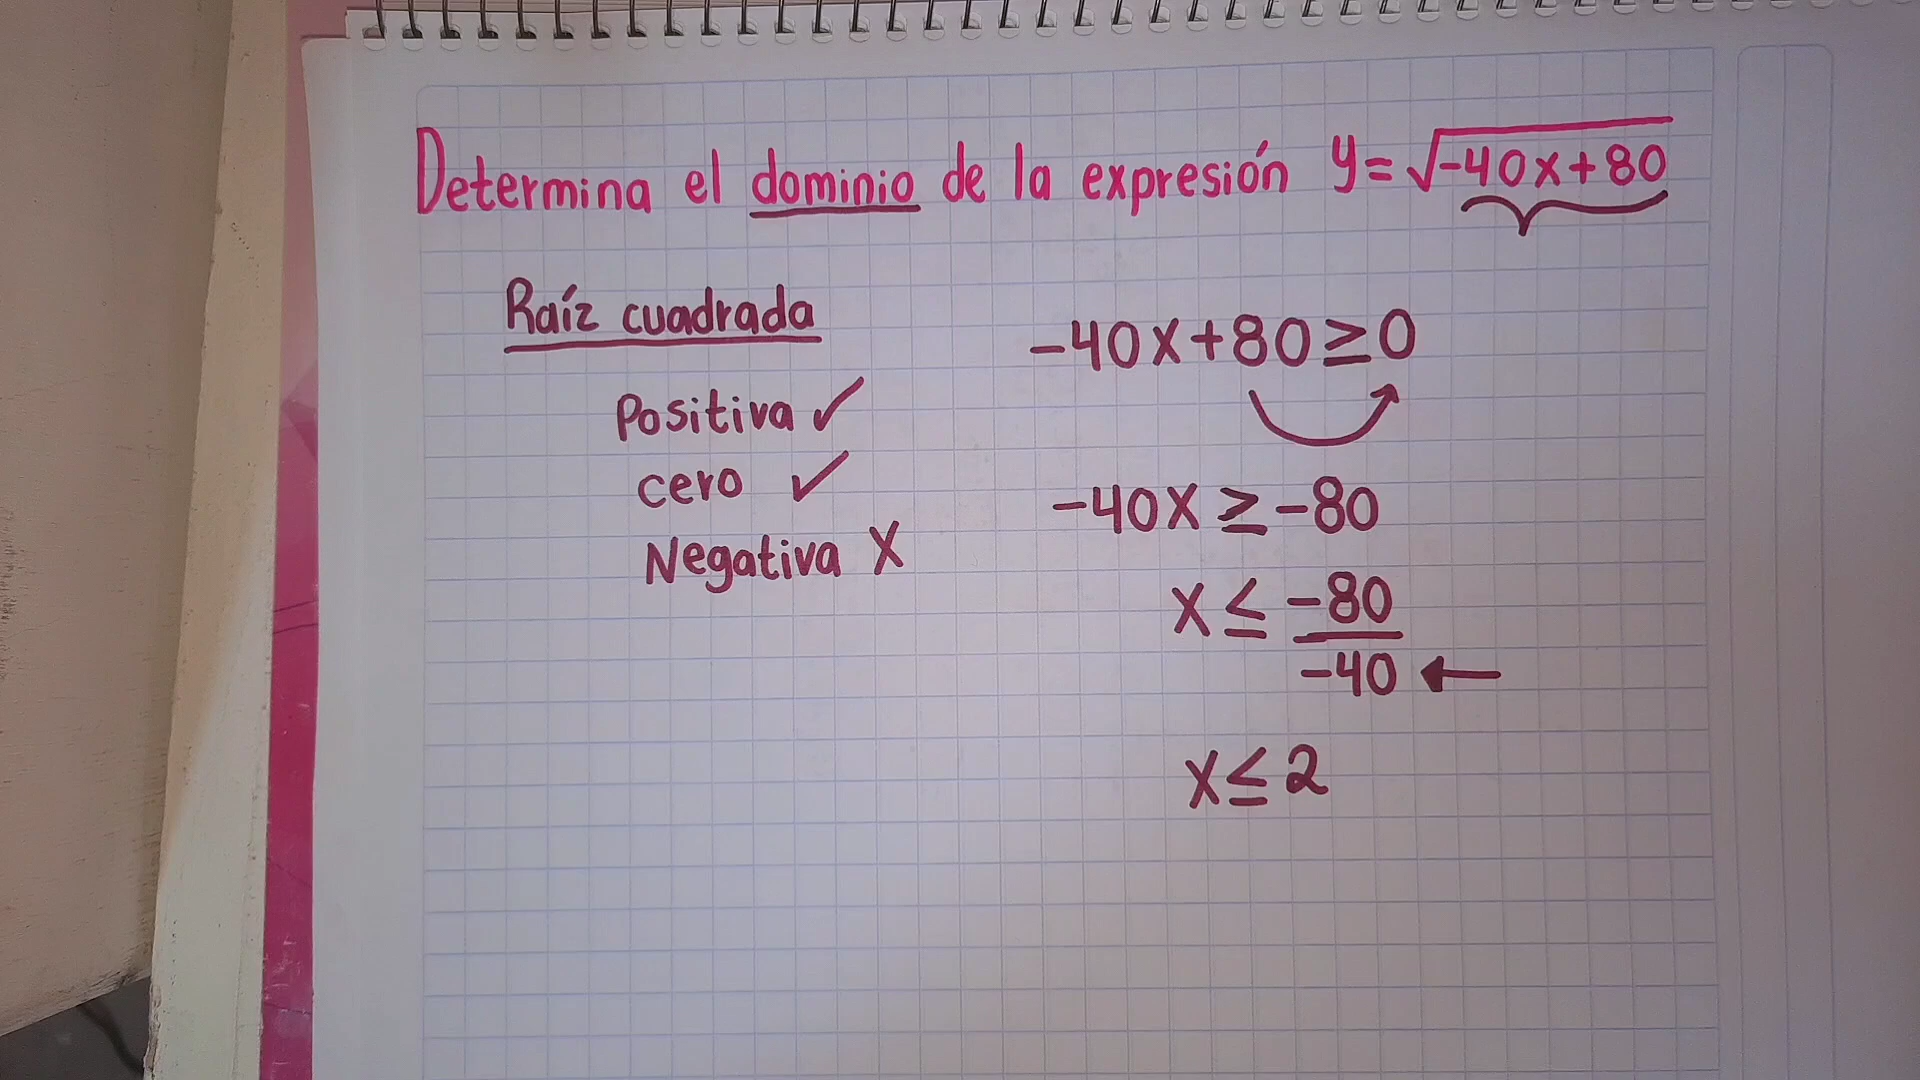 Determina el dominio de la expresión y=√-40x+80
Raíz cuadrada
Positiva ✓
cero ✓
Negativa X
-40x+80≥0
-40x ≥ -80
x ≤ -80
-40 ←
x ≤ 2